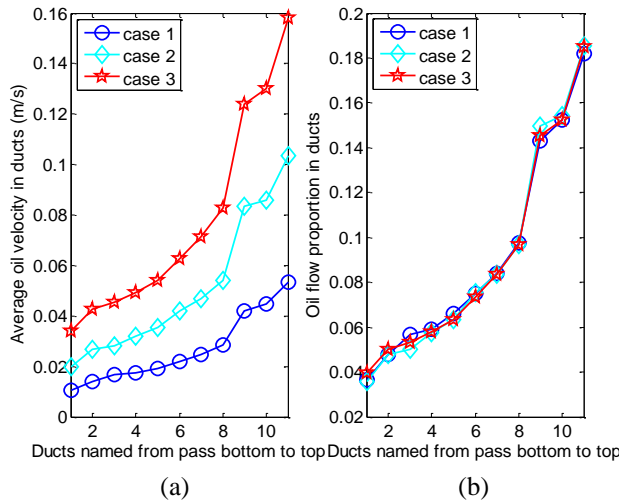 0.16
0.14
0.12
0.1
0.08
0.06
0.04
0.02
0
Average oil velocity in ducts (m/s)
case 1
case 2
case 3
2 4 6 8 10
Ducts named from pass bottom to top
(a)
0.2
0.18
0.16
0.14
0.12
0.1
0.08
0.06
0.04
0.02
Oil flow proportion in ducts
case 1
case 2
case 3
2 4 6 8 10
Ducts named from pass bottom to top
(b)